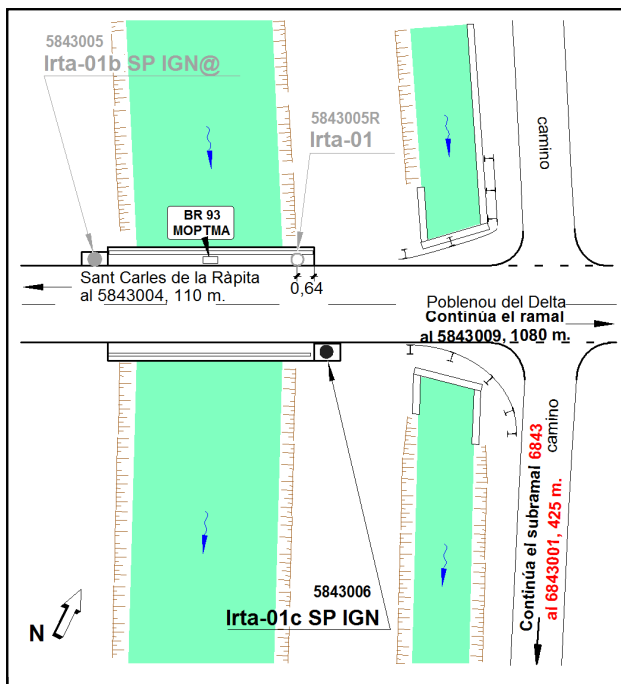 5843005
Irta-01b SP IGN@
5843005R
Irta-01
camino
BR 93
MOPTMA
Sant Carles de la Ràpita
al 5843004, 110 m.
0,64
Poblenou del Delta
Continúa el ramal
al 5843009, 1080 m.
camino
Continúa el subramal 6843
al 6843001, 425 m.
5843006
Irta-01c SP IGN
N